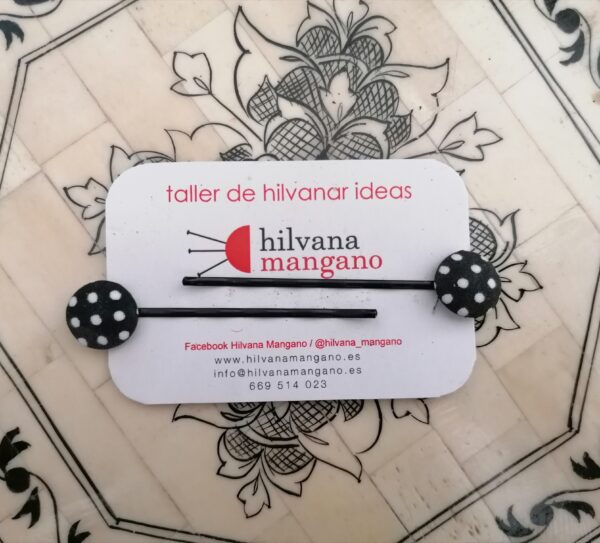 taller de hilvanar ideas
hilvana
mangano
Facebook Hilvana Mangano / @hilvana_mangano
www.hilvanamangano.es
info@hilvanamangano.es
669 514 023